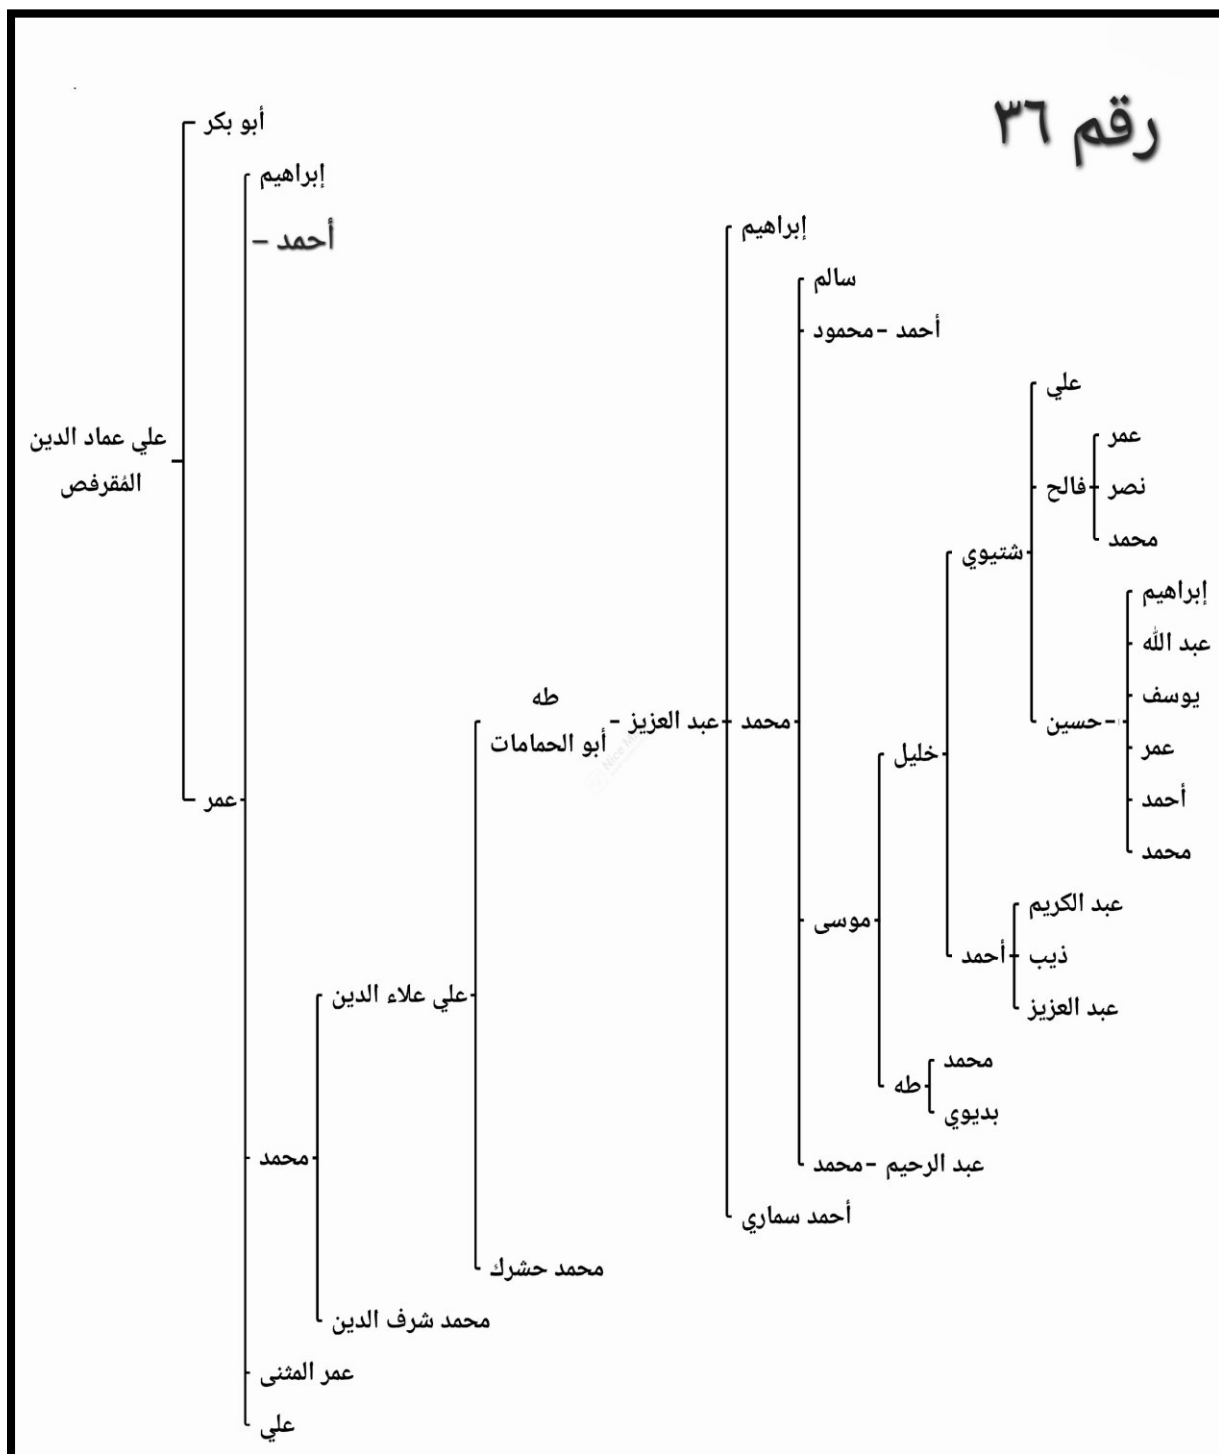 رقم ٣٦
أبو بكر
إبراهيم
أحمد
إبراهيم
سالم
محمود - أحمد
علي
علي عماد الدين
المُقرفص
عمر
فالح
نصر
محمد
شتيوي
إبراهيم
عبد الله
يوسف
طه
أبو الحمامات
عبد العزيز
محمد
حسين
خليل
عمر
عمر
أحمد
محمد
عبد الكريم
موسى
أحمد
ذيب
علي علاء الدين
عبد العزيز
محمد
طه
بديوي
محمد
محمد - عبد الرحيم
أحمد سماري
محمد حشرك
محمد شرف الدين
عمر المثنى
علي